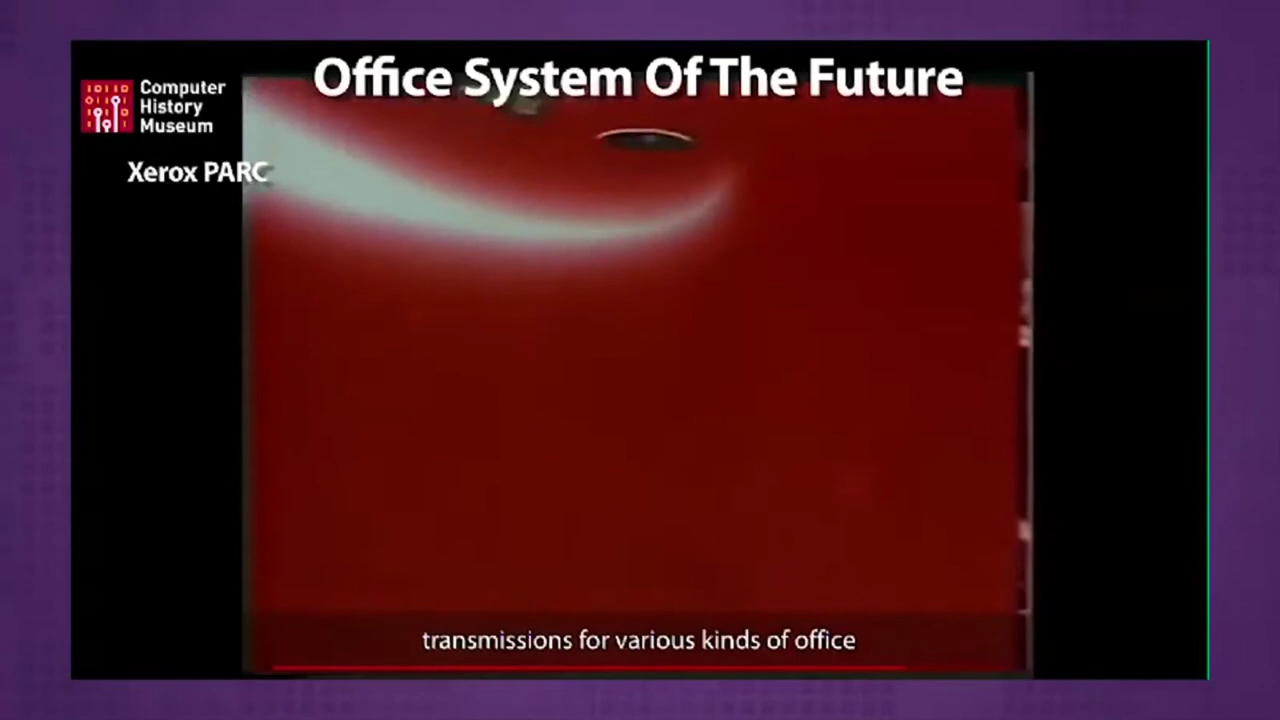 Office System Of The Future
Computer
History
Museum
Xerox PARC
transmissions for various kinds of office